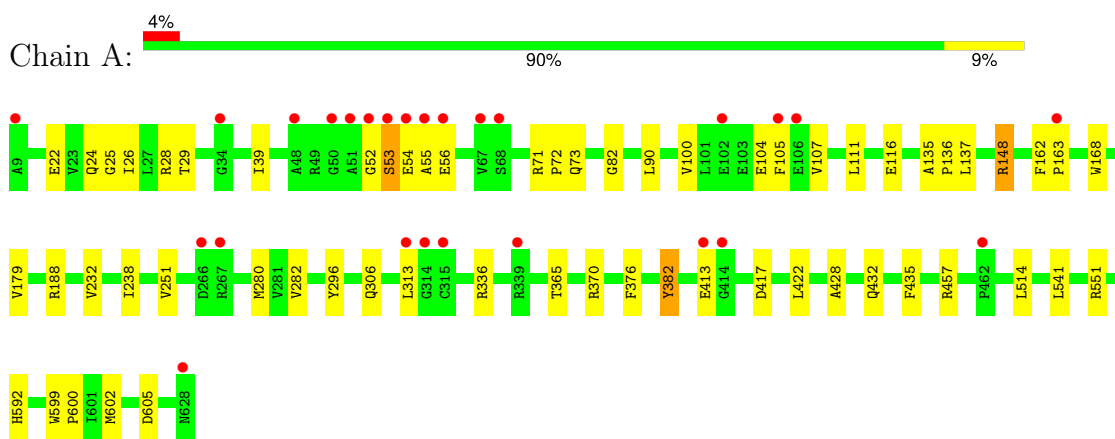 4%
Chain A:
90% 9%
A9 E22 V23 Q24 G25 I26 L27 R28 T29 G34 I39 A48 R49 G50 A51 G52 S53 E54 A55 E56 V67 S68 R71 P72 Q73 G82 L90 V100 L101 E102 E103 E104 F105 E106 V107 L111 E116 A135 P136 L137 R148 F162 P163 W168
V179 R188 V232 I238 V251 D266 R267 M280 V281 V282 Y296 Q306 L313 G314 C315 R336 R339 T365 R370 F376 Y382 E413 G414 D417 L422 A428 Q432 F435 R457 P462 L514 L541 R551
H592 W599 P600 I601 M602 D605 N628